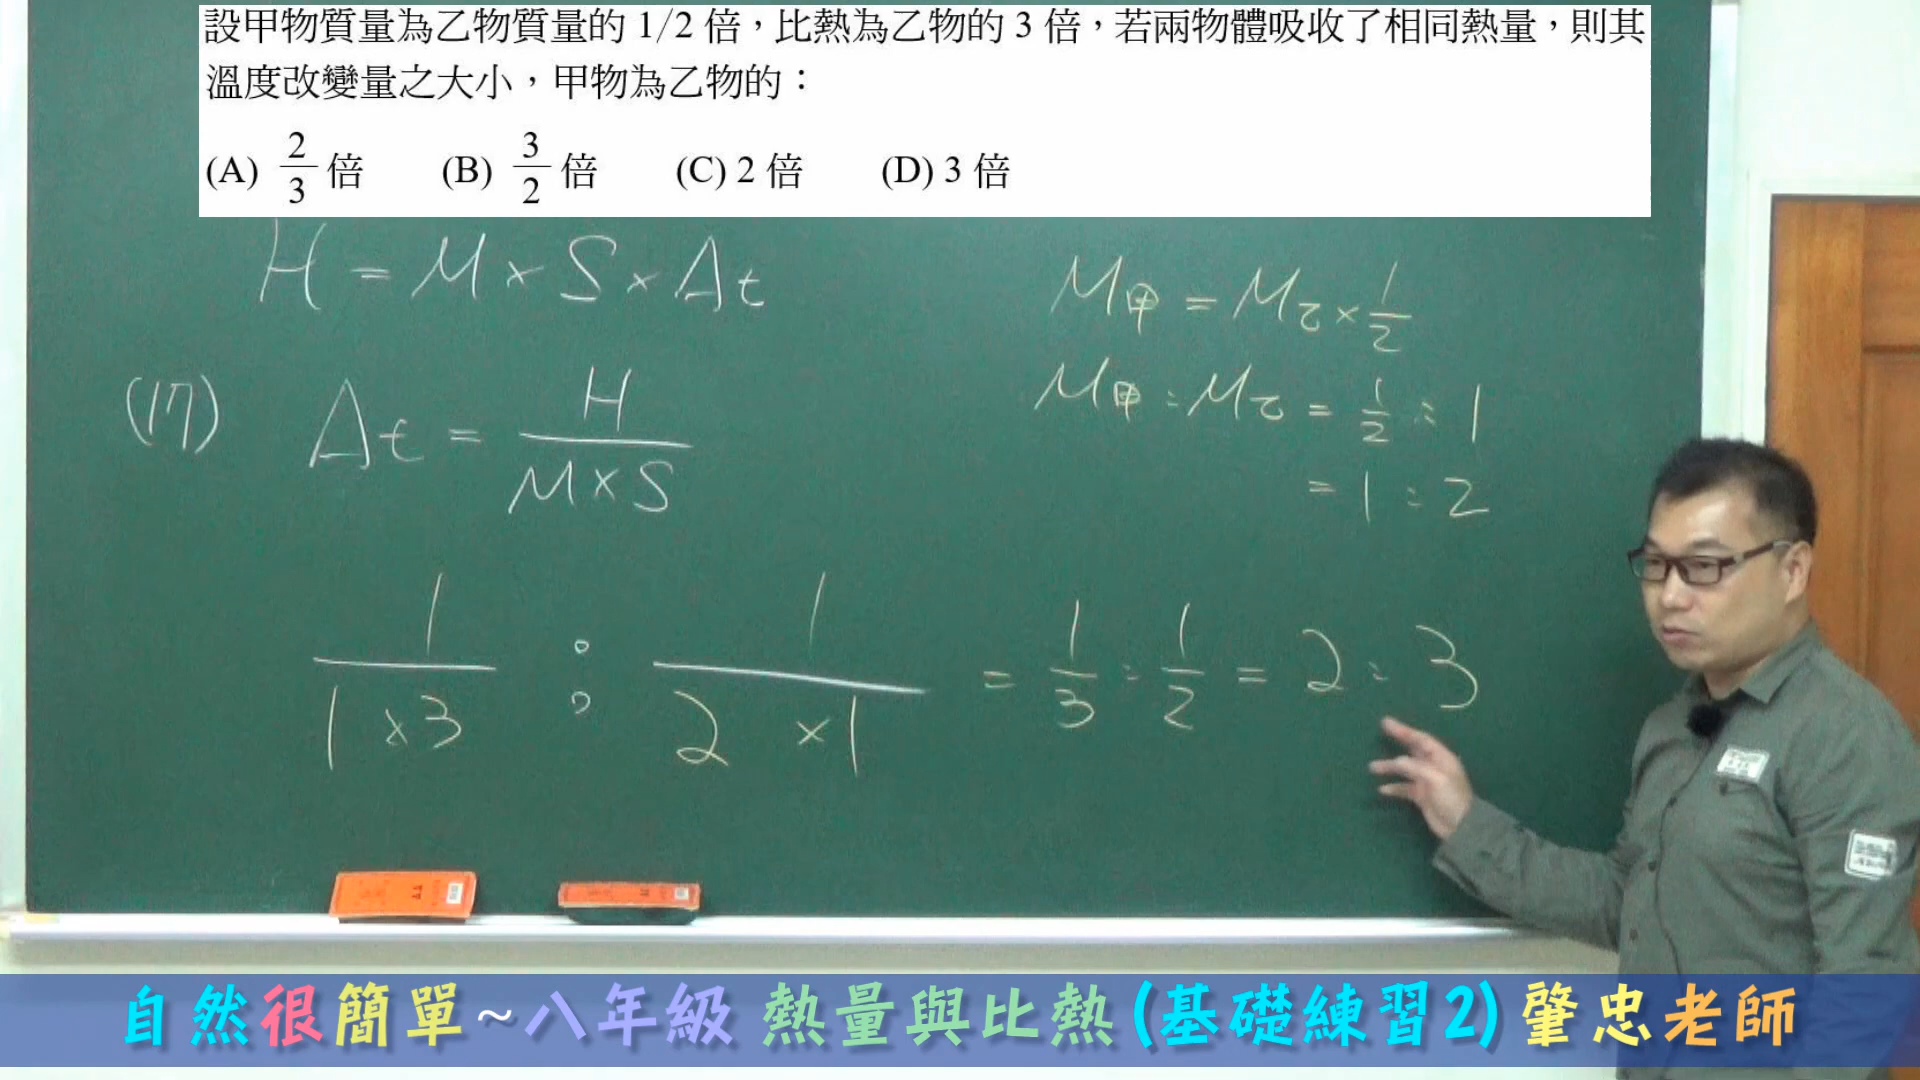 設甲物質量為乙物質量的 1/2 倍，比熱為乙物的 3 倍，若兩物體吸收了相同熱量，則其
溫度改變量之大小，甲物為乙物的：
(A) 2/3 倍 (B) 3/2 倍 (C) 2 倍 (D) 3 倍
H = M × S × Δt
M甲 = M乙 × 1/2
(17) Δt = H / M×S
M甲 : M乙 = 1/2 : 1
= 1 : 2
1 / 1×3 : 1 / 2×1 = 1/3 : 1/2 = 2 : 3
自然很簡單~八年級 熱量與比熱(基礎練習2) 肇忠老師